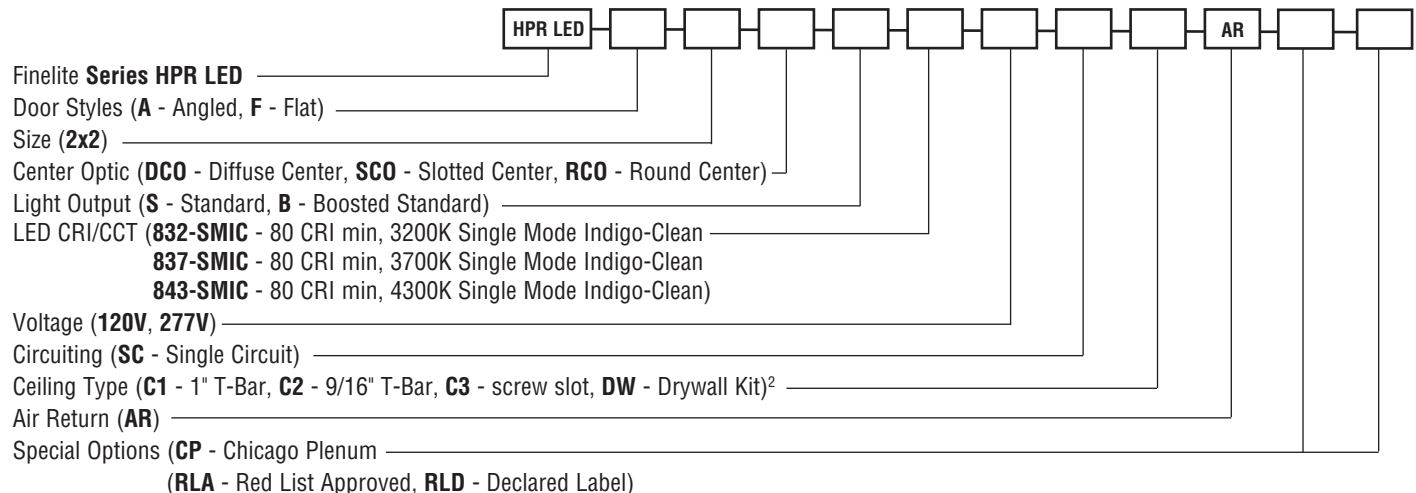 HPR LED AR
Finelite Series HPR LED
Door Styles (A - Angled, F - Flat)
Size (2x2)
Center Optic (DCO - Diffuse Center, SCO - Slotted Center, RCO - Round Center)
Light Output (S - Standard, B - Boosted Standard)
LED CRI/CCT (832-SMIC - 80 CRI min, 3200K Single Mode Indigo-Clean
837-SMIC - 80 CRI min, 3700K Single Mode Indigo-Clean
843-SMIC - 80 CRI min, 4300K Single Mode Indigo-Clean)
Voltage (120V, 277V)
Circuiting (SC - Single Circuit)
Ceiling Type (C1 - 1" T-Bar, C2 - 9/16" T-Bar, C3 - screw slot, DW - Drywall Kit)²
Air Return (AR)
Special Options (CP - Chicago Plenum
(RLA - Red List Approved, RLD - Declared Label)